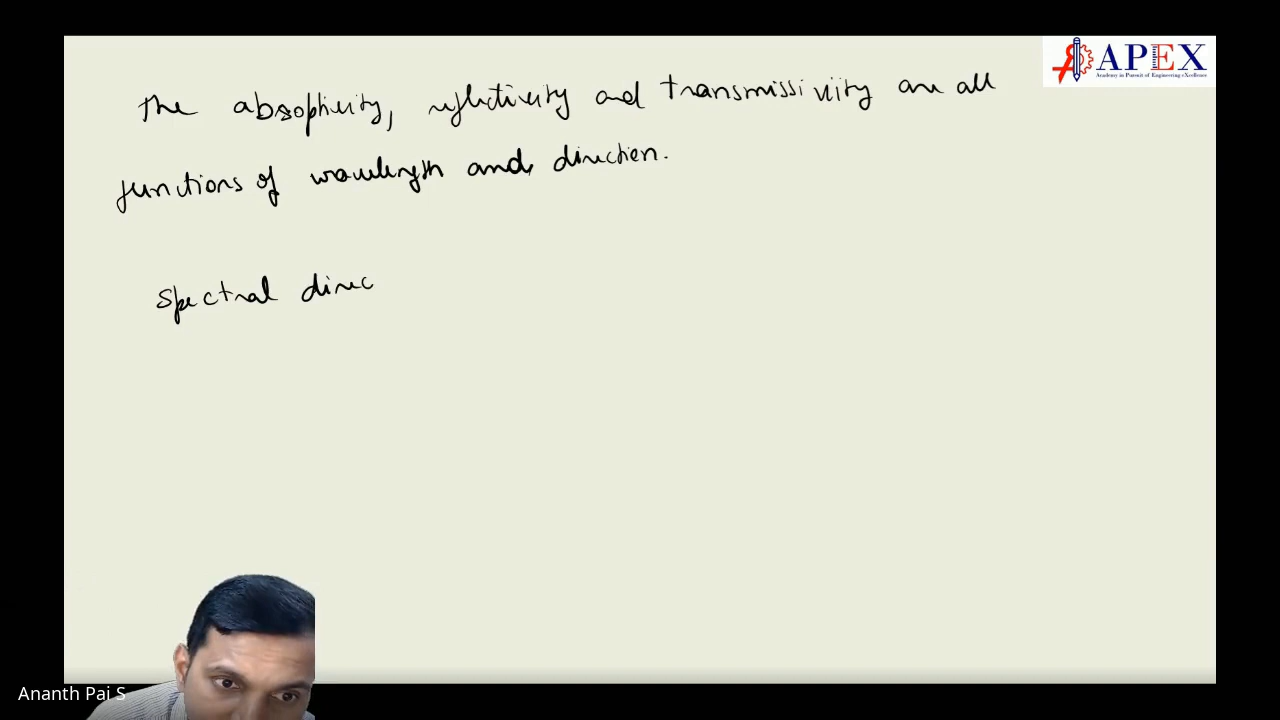 APEX
Academy in Pursuit of Engineering eXcellence
The absoptivity, reflectivity and transmissivity are all
functions of wavelength and direction.
Spectral direc
Ananth Pai S